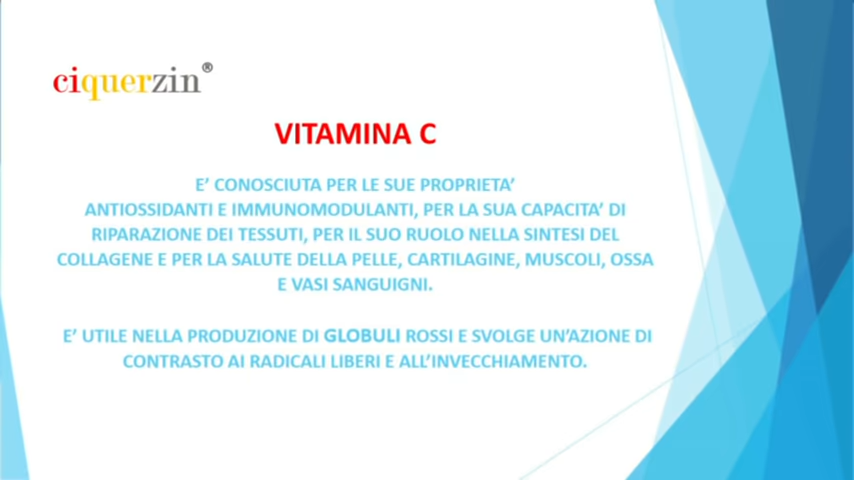 ciquerzin®
VITAMINA C
E’ CONOSCIUTA PER LE SUE PROPRIETA’
ANTIOSSIDANTI E IMMUNOMODULANTI, PER LA SUA CAPACITA’ DI
RIPARAZIONE DEI TESSUTI, PER IL SUO RUOLO NELLA SINTESI DEL
COLLAGENE E PER LA SALUTE DELLA PELLE, CARTILAGINE, MUSCOLI, OSSA
E VASI SANGUIGNI.
E’ UTILE NELLA PRODUZIONE DI GLOBULI ROSSI E SVOLGE UN’AZIONE DI
CONTRASTO AI RADICALI LIBERI E ALL’INVECCHIAMENTO.